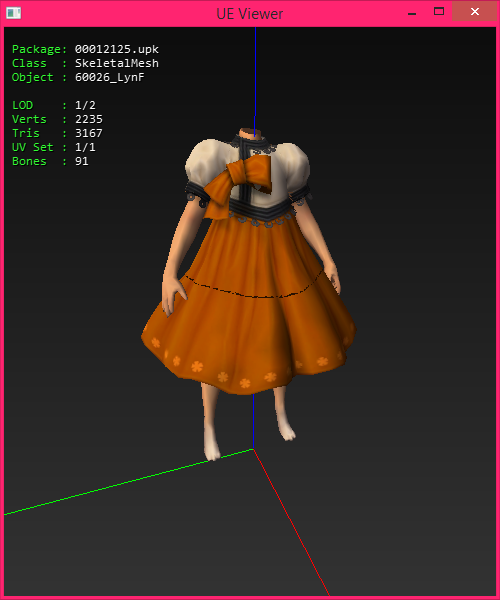 UE Viewer
Package: 00012125.upk
Class : SkeletalMesh
Object : 60026_LynF
LOD : 1/2
Verts : 2235
Tris : 3167
UV Set : 1/1
Bones : 91